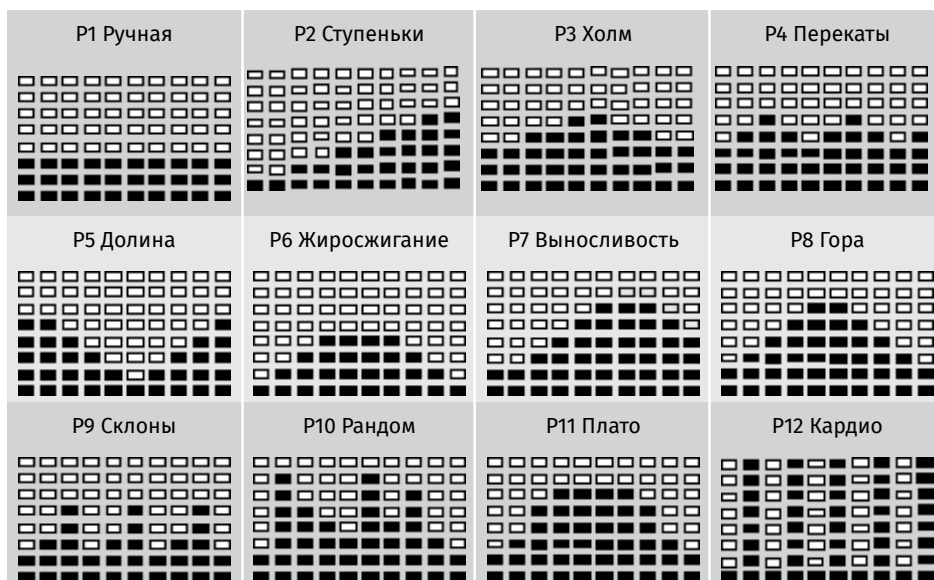 P1 Ручная
P2 Ступеньки
P3 Холм
P4 Перекаты
P5 Долина
P6 Жиросжигание
P7 Выносливость
P8 Гора
P9 Склоны
P10 Рандом
P11 Плато
P12 Кардио